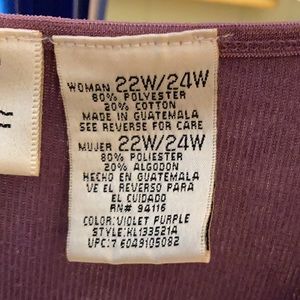 WOMAN 22W/24W
80% POLYESTER
20% COTTON
MADE IN GUATEMALA
SEE REVERSE FOR CARE
MUJER 22W/24W
80% POLIESTER
20% ALGODON
HECHO EN GUATEMALA
VE EL REVERSO PARA
EL CUIDADO
RN# 94116
COLOR:VIOLET PURPLE
STYLE:KL133521A
UPC:7 6049105082